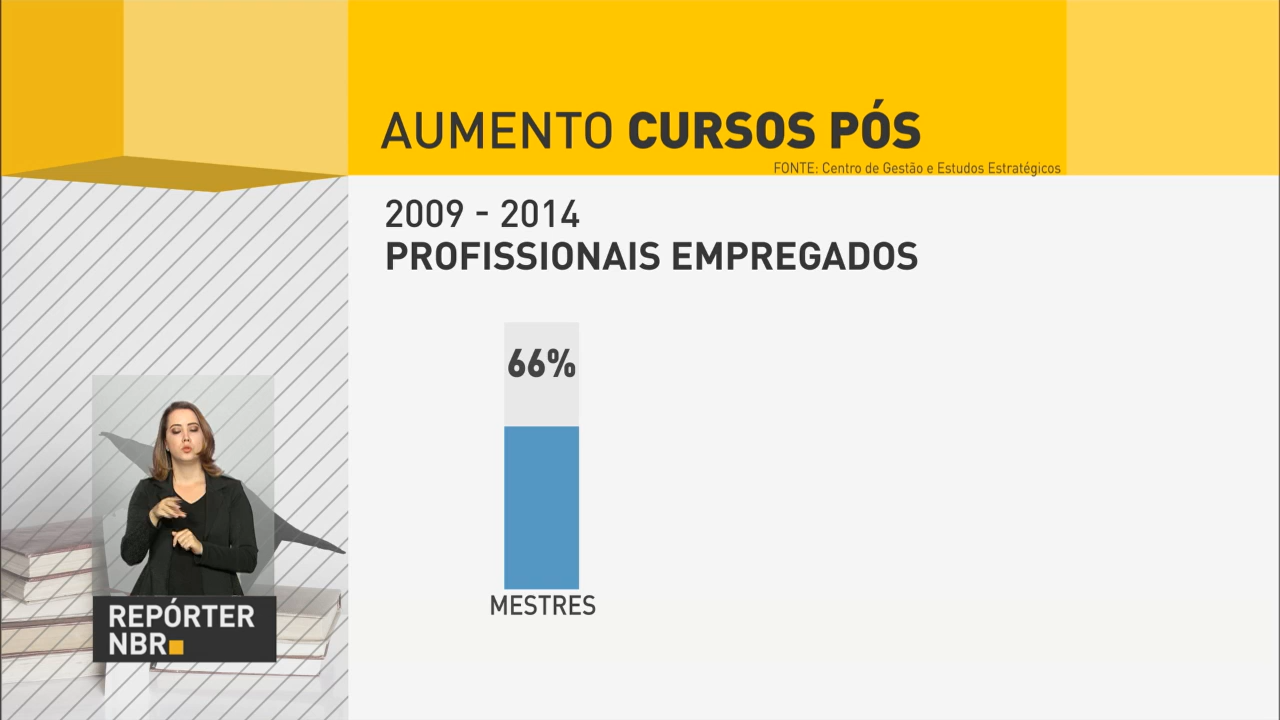 AUMENTO CURSOS PÓS
FONTE: Centro de Gestão e Estudos Estratégicos
2009 - 2014
PROFISSIONAIS EMPREGADOS
66%
MESTRES
REPÓRTER
NBR